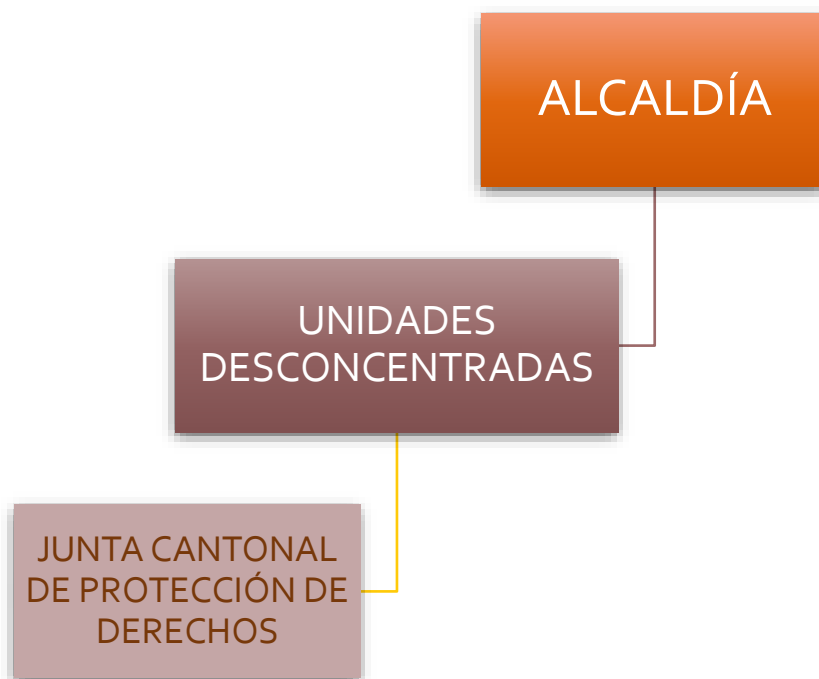 ALCALDÍA
UNIDADES
DESCONCENTRADAS
JUNTA CANTONAL
DE PROTECCIÓN DE
DERECHOS